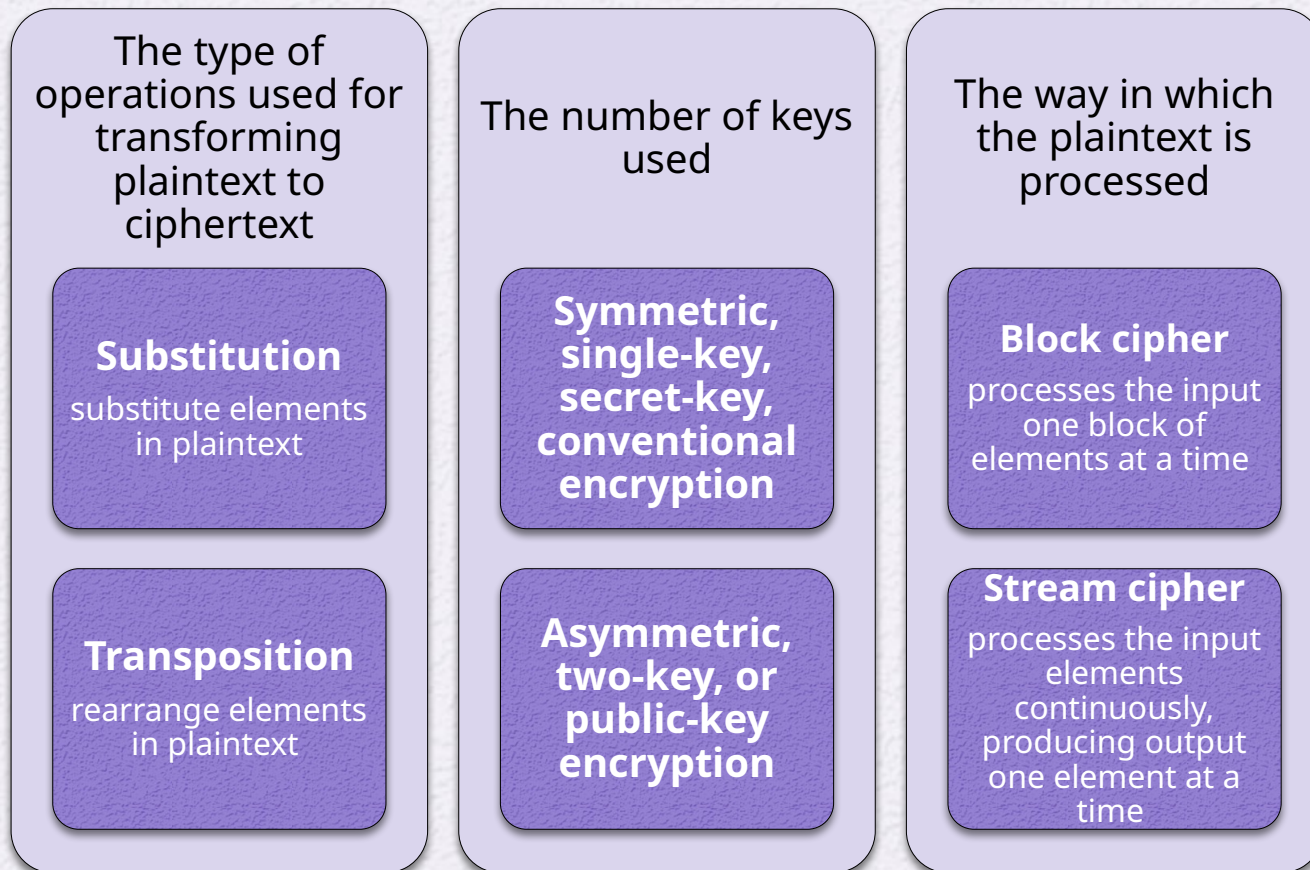 The type of
operations used for
transforming
plaintext to
ciphertext
Substitution
substitute elements
in plaintext
Transposition
rearrange elements
in plaintext
The number of keys
used
Symmetric,
single-key,
secret-key,
conventional
encryption
Asymmetric,
two-key, or
public-key
encryption
The way in which
the plaintext is
processed
Block cipher
processes the input
one block of
elements at a time
Stream cipher
processes the input
elements
continuously,
producing output
one element at a
time